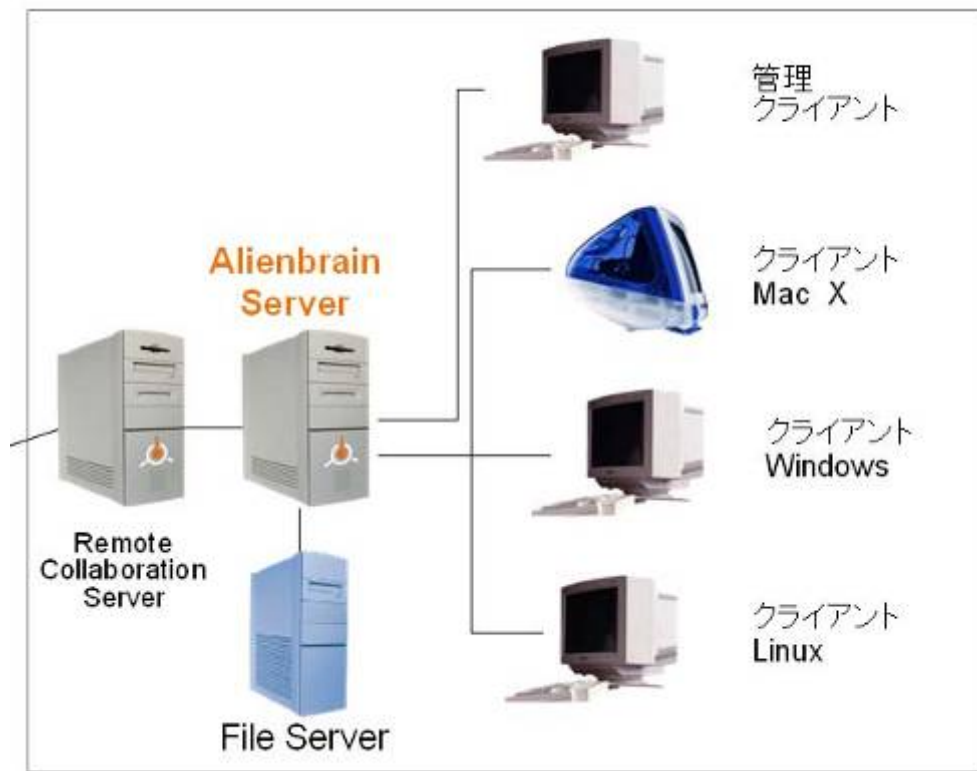 管理
クライアント
Alienbrain
Server
クライアント
Mac X
クライアント
Windows
Remote
Collaboration
Server
クライアント
Linux
File Server